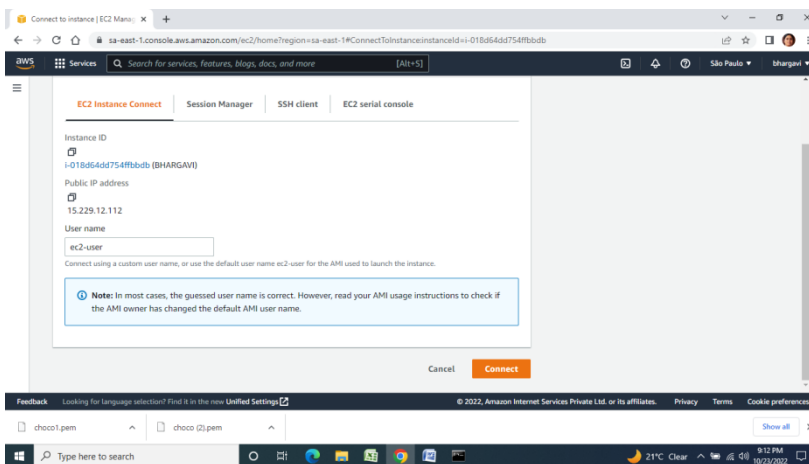 Connect to instance | EC2 Manag
sa-east-1.console.aws.amazon.com/ec2/home?region=sa-east-1#ConnectToInstance:instanceId=i-018d64dd754ffbbdb
aws Services Search for services, features, blogs, docs, and more [Alt+S] São Paulo bhargavi
EC2 Instance Connect Session Manager SSH client EC2 serial console
Instance ID
i-018d64dd754ffbbdb (BHARGAVI)
Public IP address
15.229.12.112
User name
ec2-user
Connect using a custom user name, or use the default user name ec2-user for the AMI used to launch the instance.
Note: In most cases, the guessed user name is correct. However, read your AMI usage instructions to check if
the AMI owner has changed the default AMI user name.
Cancel Connect
Feedback Looking for language selection? Find it in the new Unified Settings © 2022, Amazon Internet Services Private Ltd. or its affiliates. Privacy Terms Cookie preferences
choco1.pem choco (2).pem Show all
Type here to search 21°C Clear 9:12 PM
10/23/2022